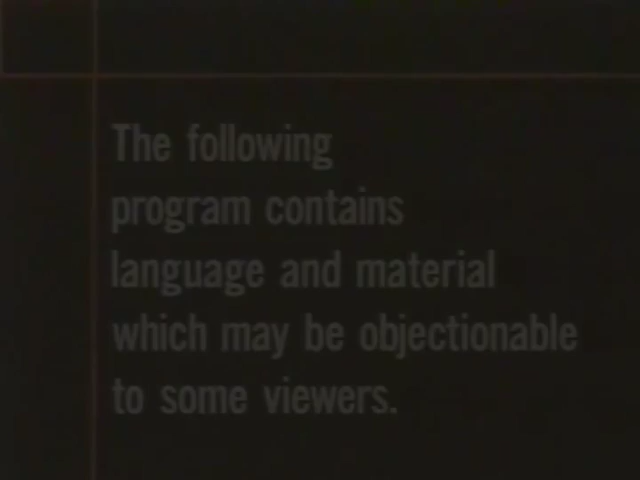 The following
program contains
language and material
which may be objectionable
to some viewers.